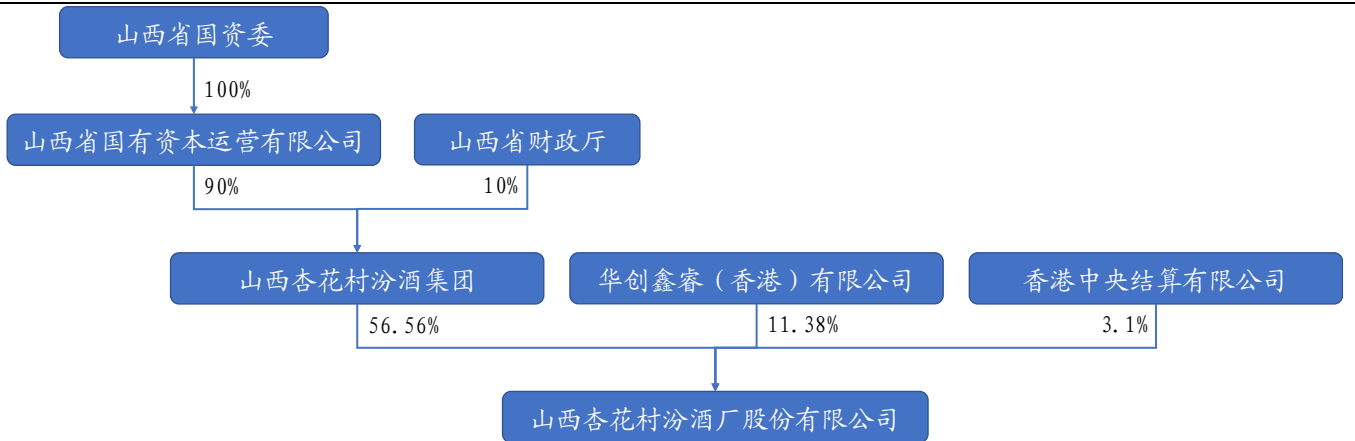 山西省国资委
100%
山西省国有资本运营有限公司
山西省财政厅
90%
10%
山西杏花村汾酒集团
华创鑫睿（香港）有限公司
香港中央结算有限公司
56.56%
11.38%
3.1%
山西杏花村汾酒厂股份有限公司